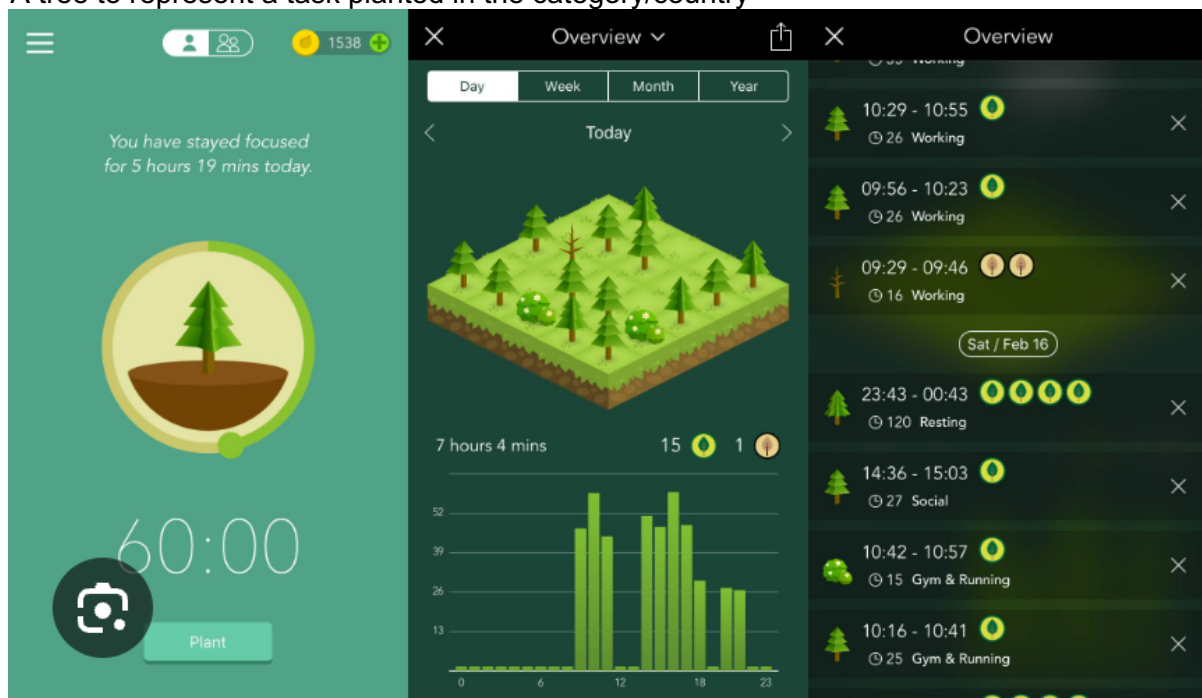 A tree to represent a task planted in the category/country
1538
You have stayed focused
for 5 hours 19 mins today.
60:00
Plant
Overview
Day Week Month Year
Today
7 hours 4 mins 15 1
52
39
26
13
0 6 12 18 23
Overview
Working
10:29 - 10:55
26 Working
09:56 - 10:23
26 Working
09:29 - 09:46
16 Working
Sat / Feb 16
23:43 - 00:43
120 Resting
14:36 - 15:03
27 Social
10:42 - 10:57
15 Gym & Running
10:16 - 10:41
25 Gym & Running